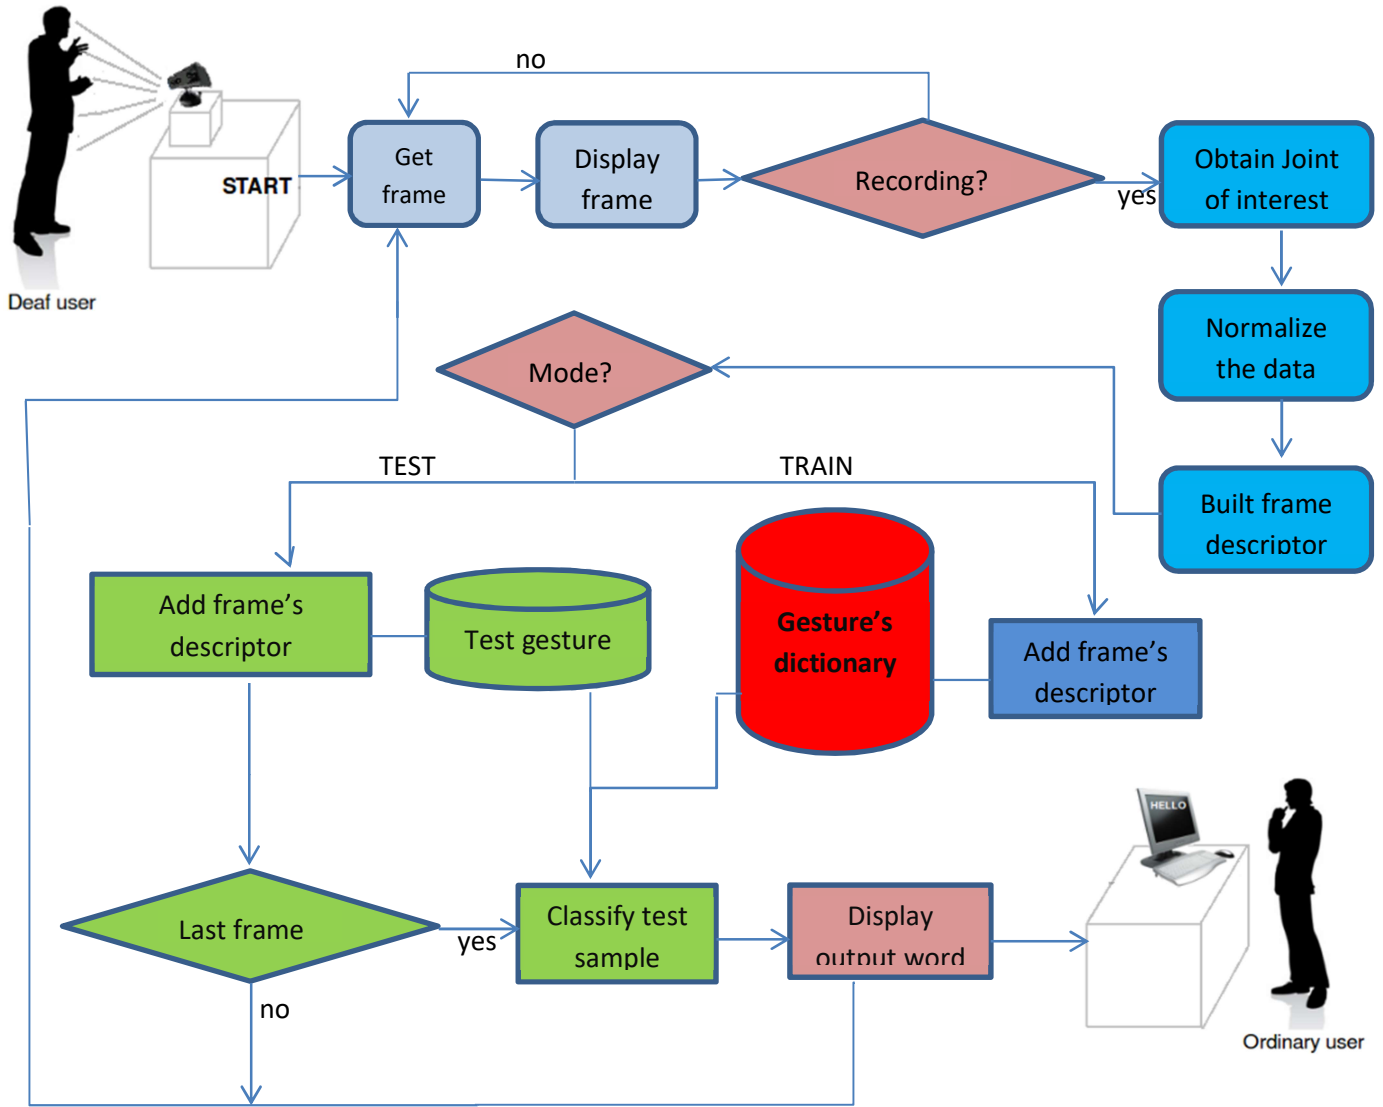 no
START
Get
frame
Display
frame
Recording?
yes
Obtain Joint
of interest
Deaf user
Normalize
the data
Mode?
TEST
TRAIN
Built frame
descriptor
Add frame's
descriptor
Test gesture
Gesture's
dictionary
Add frame's
descriptor
HELLO
Last frame
yes
Classify test
sample
Display
output word
no
Ordinary user